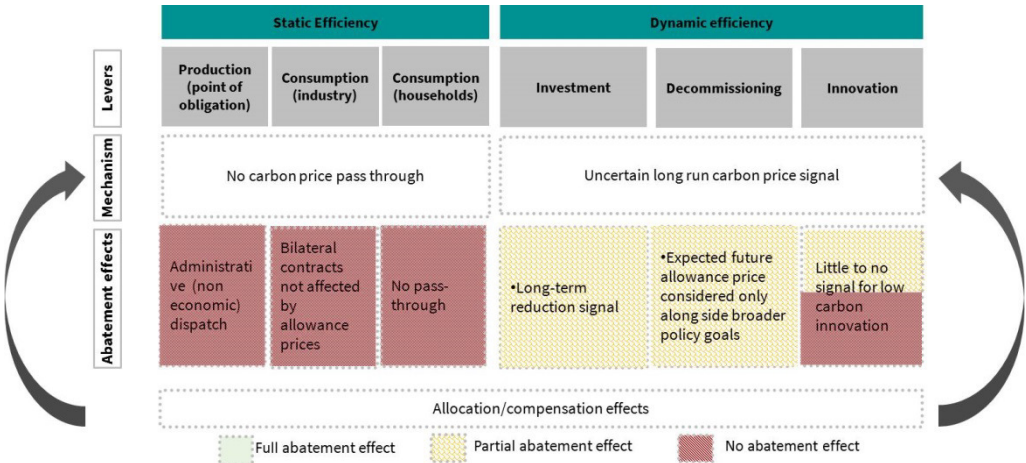 Static Efficiency
Dynamic efficiency
Levers
Production
(point of
obligation)
Consumption
(industry)
Consumption
(households)
Investment
Decommissioning
Innovation
Mechanism
No carbon price pass through
Uncertain long run carbon price signal
Abatement effects
Administrativ
e (non
economic)
dispatch
Bilateral
contracts
not affected
by
allowance
prices
No pass-
through
•Long-term
reduction signal
•Expected future
allowance price
considered only
along side broader
policy goals
Little to no
signal for low
carbon
innovation
Allocation/compensation effects
Full abatement effect
Partial abatement effect
No abatement effect